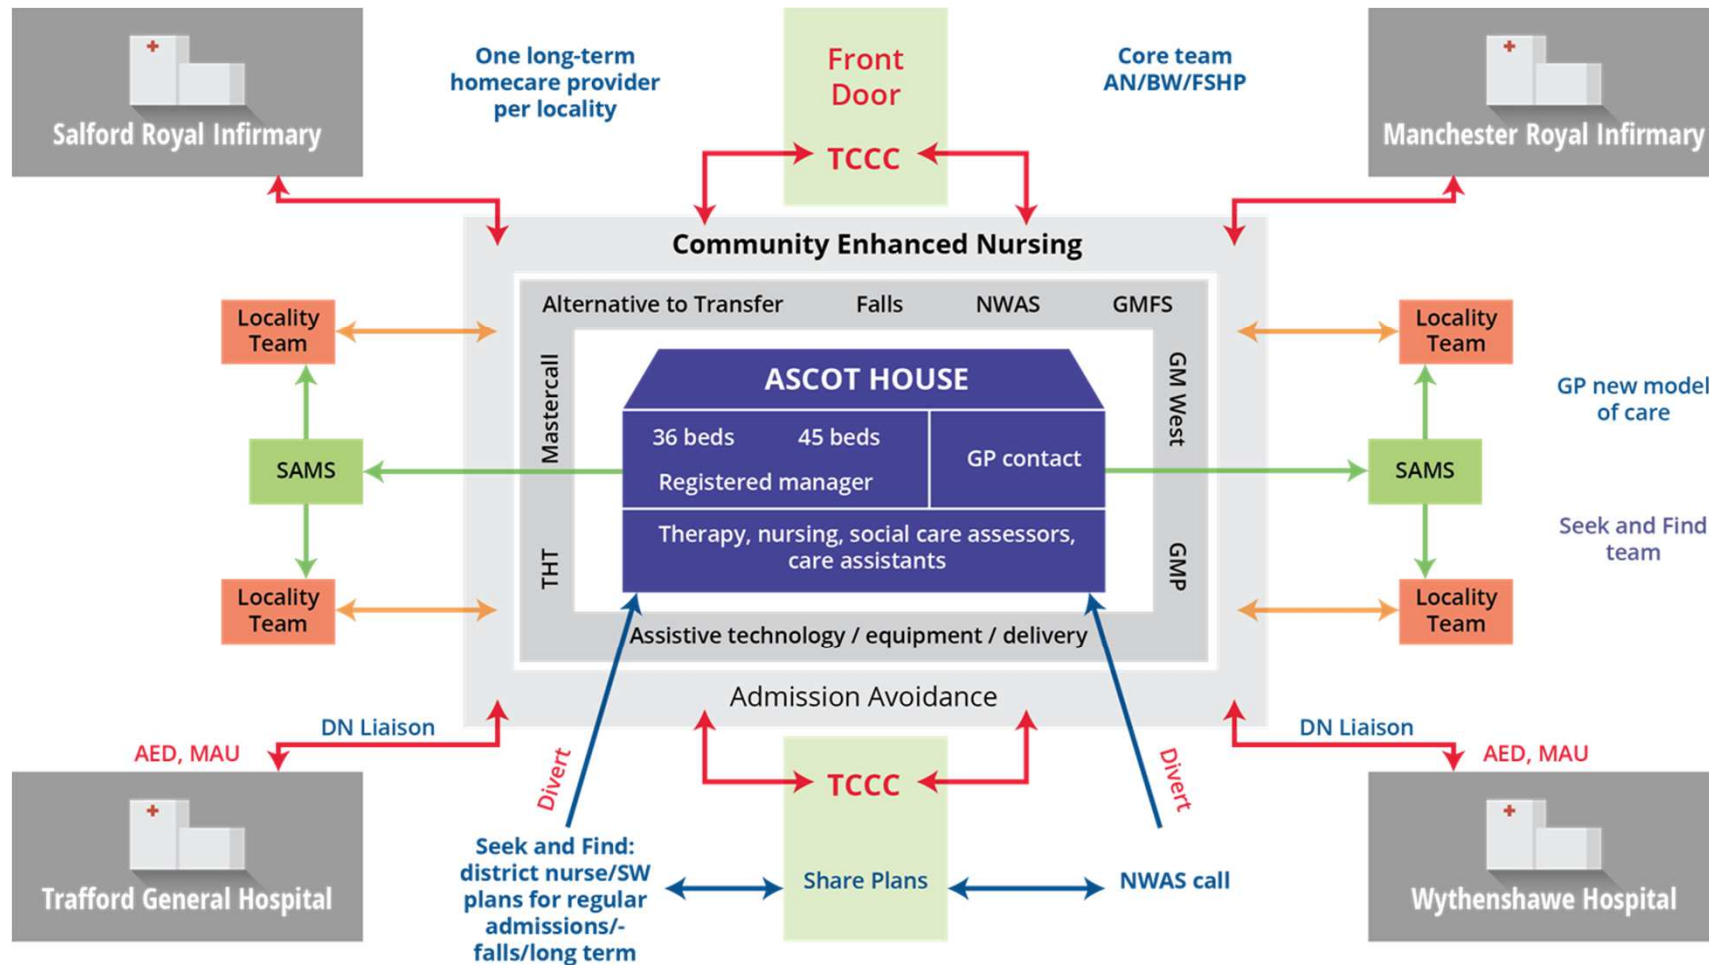 Salford Royal Infirmary
One long-term
homecare provider
per locality
Front
Door
TCCC
Core team
AN/BW/FSHP
Manchester Royal Infirmary
Community Enhanced Nursing
Alternative to Transfer
Falls
NWAS
GMFS
Locality
Team
Locality
Team
Mastercall
ASCOT HOUSE
GM West
GP new model
of care
36 beds
45 beds
GP contact
Registered manager
SAMS
SAMS
THT
Therapy, nursing, social care assessors,
care assistants
GMP
Seek and Find
team
Locality
Team
Locality
Team
Assistive technology / equipment / delivery
Admission Avoidance
DN Liaison
AED, MAU
DN Liaison
AED, MAU
Divert
TCCC
Divert
Trafford General Hospital
Seek and Find:
district nurse/SW
plans for regular
admissions/-
falls/long term
Share Plans
NWAS call
Wythenshawe Hospital